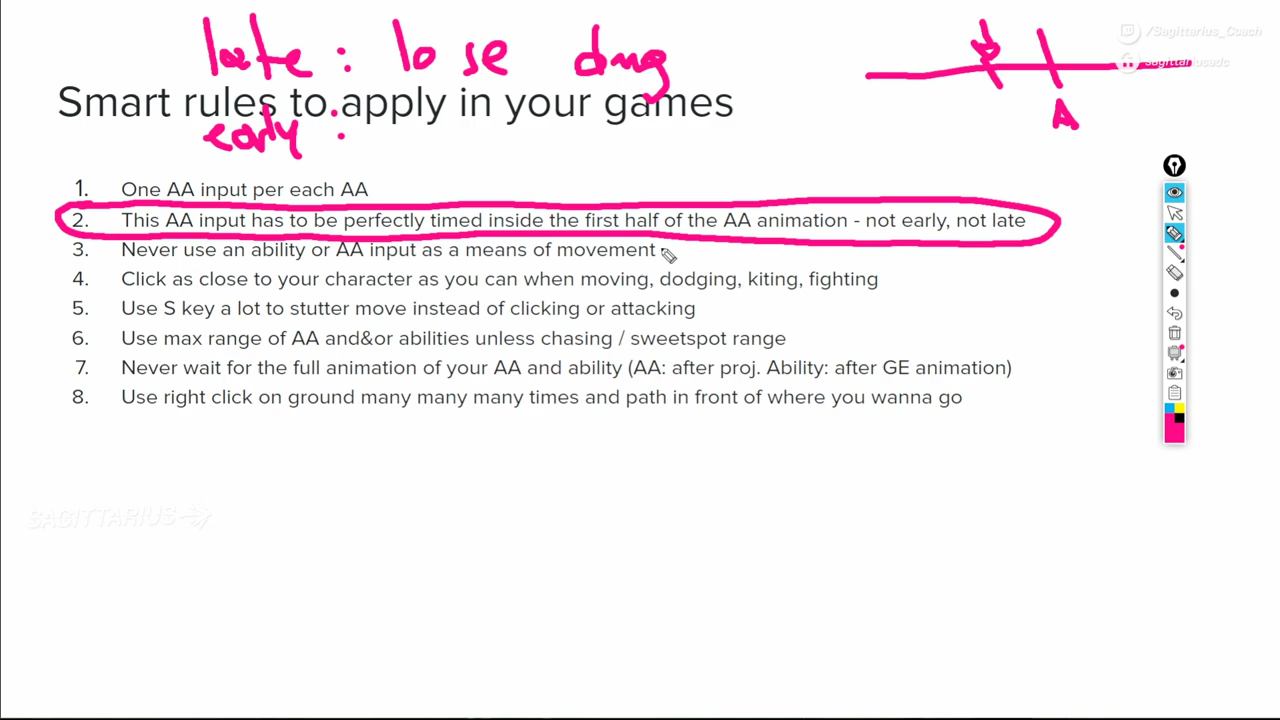 late: lose dmg
/Sagittarius_Coach
sagittariusadc
Smart rules to apply in your games
early:
A
1. One AA input per each AA
2. This AA input has to be perfectly timed inside the first half of the AA animation - not early, not late
3. Never use an ability or AA input as a means of movement
4. Click as close to your character as you can when moving, dodging, kiting, fighting
5. Use S key a lot to stutter move instead of clicking or attacking
6. Use max range of AA and&or abilities unless chasing / sweetspot range
7. Never wait for the full animation of your AA and ability (AA: after proj. Ability: after GE animation)
8. Use right click on ground many many many times and path in front of where you wanna go
SAGITTARIUS